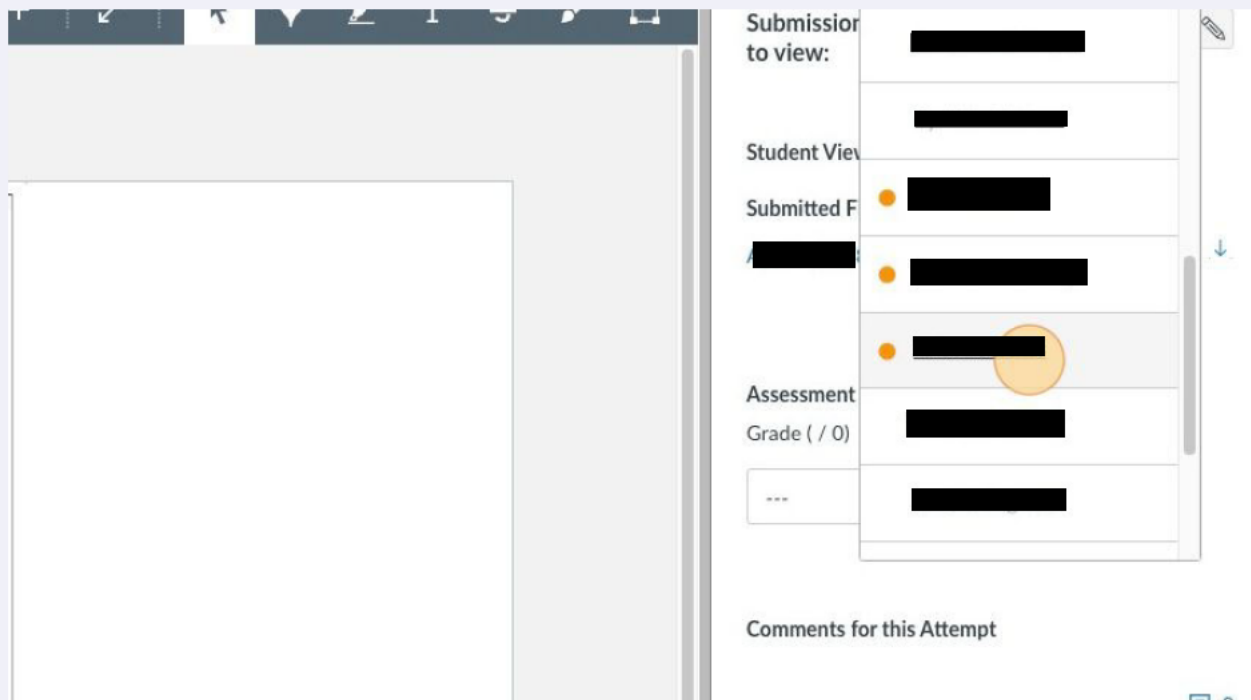 Submission
to view:
Student View
Submitted F
Assessment
Grade ( / 0)
---
Comments for this Attempt